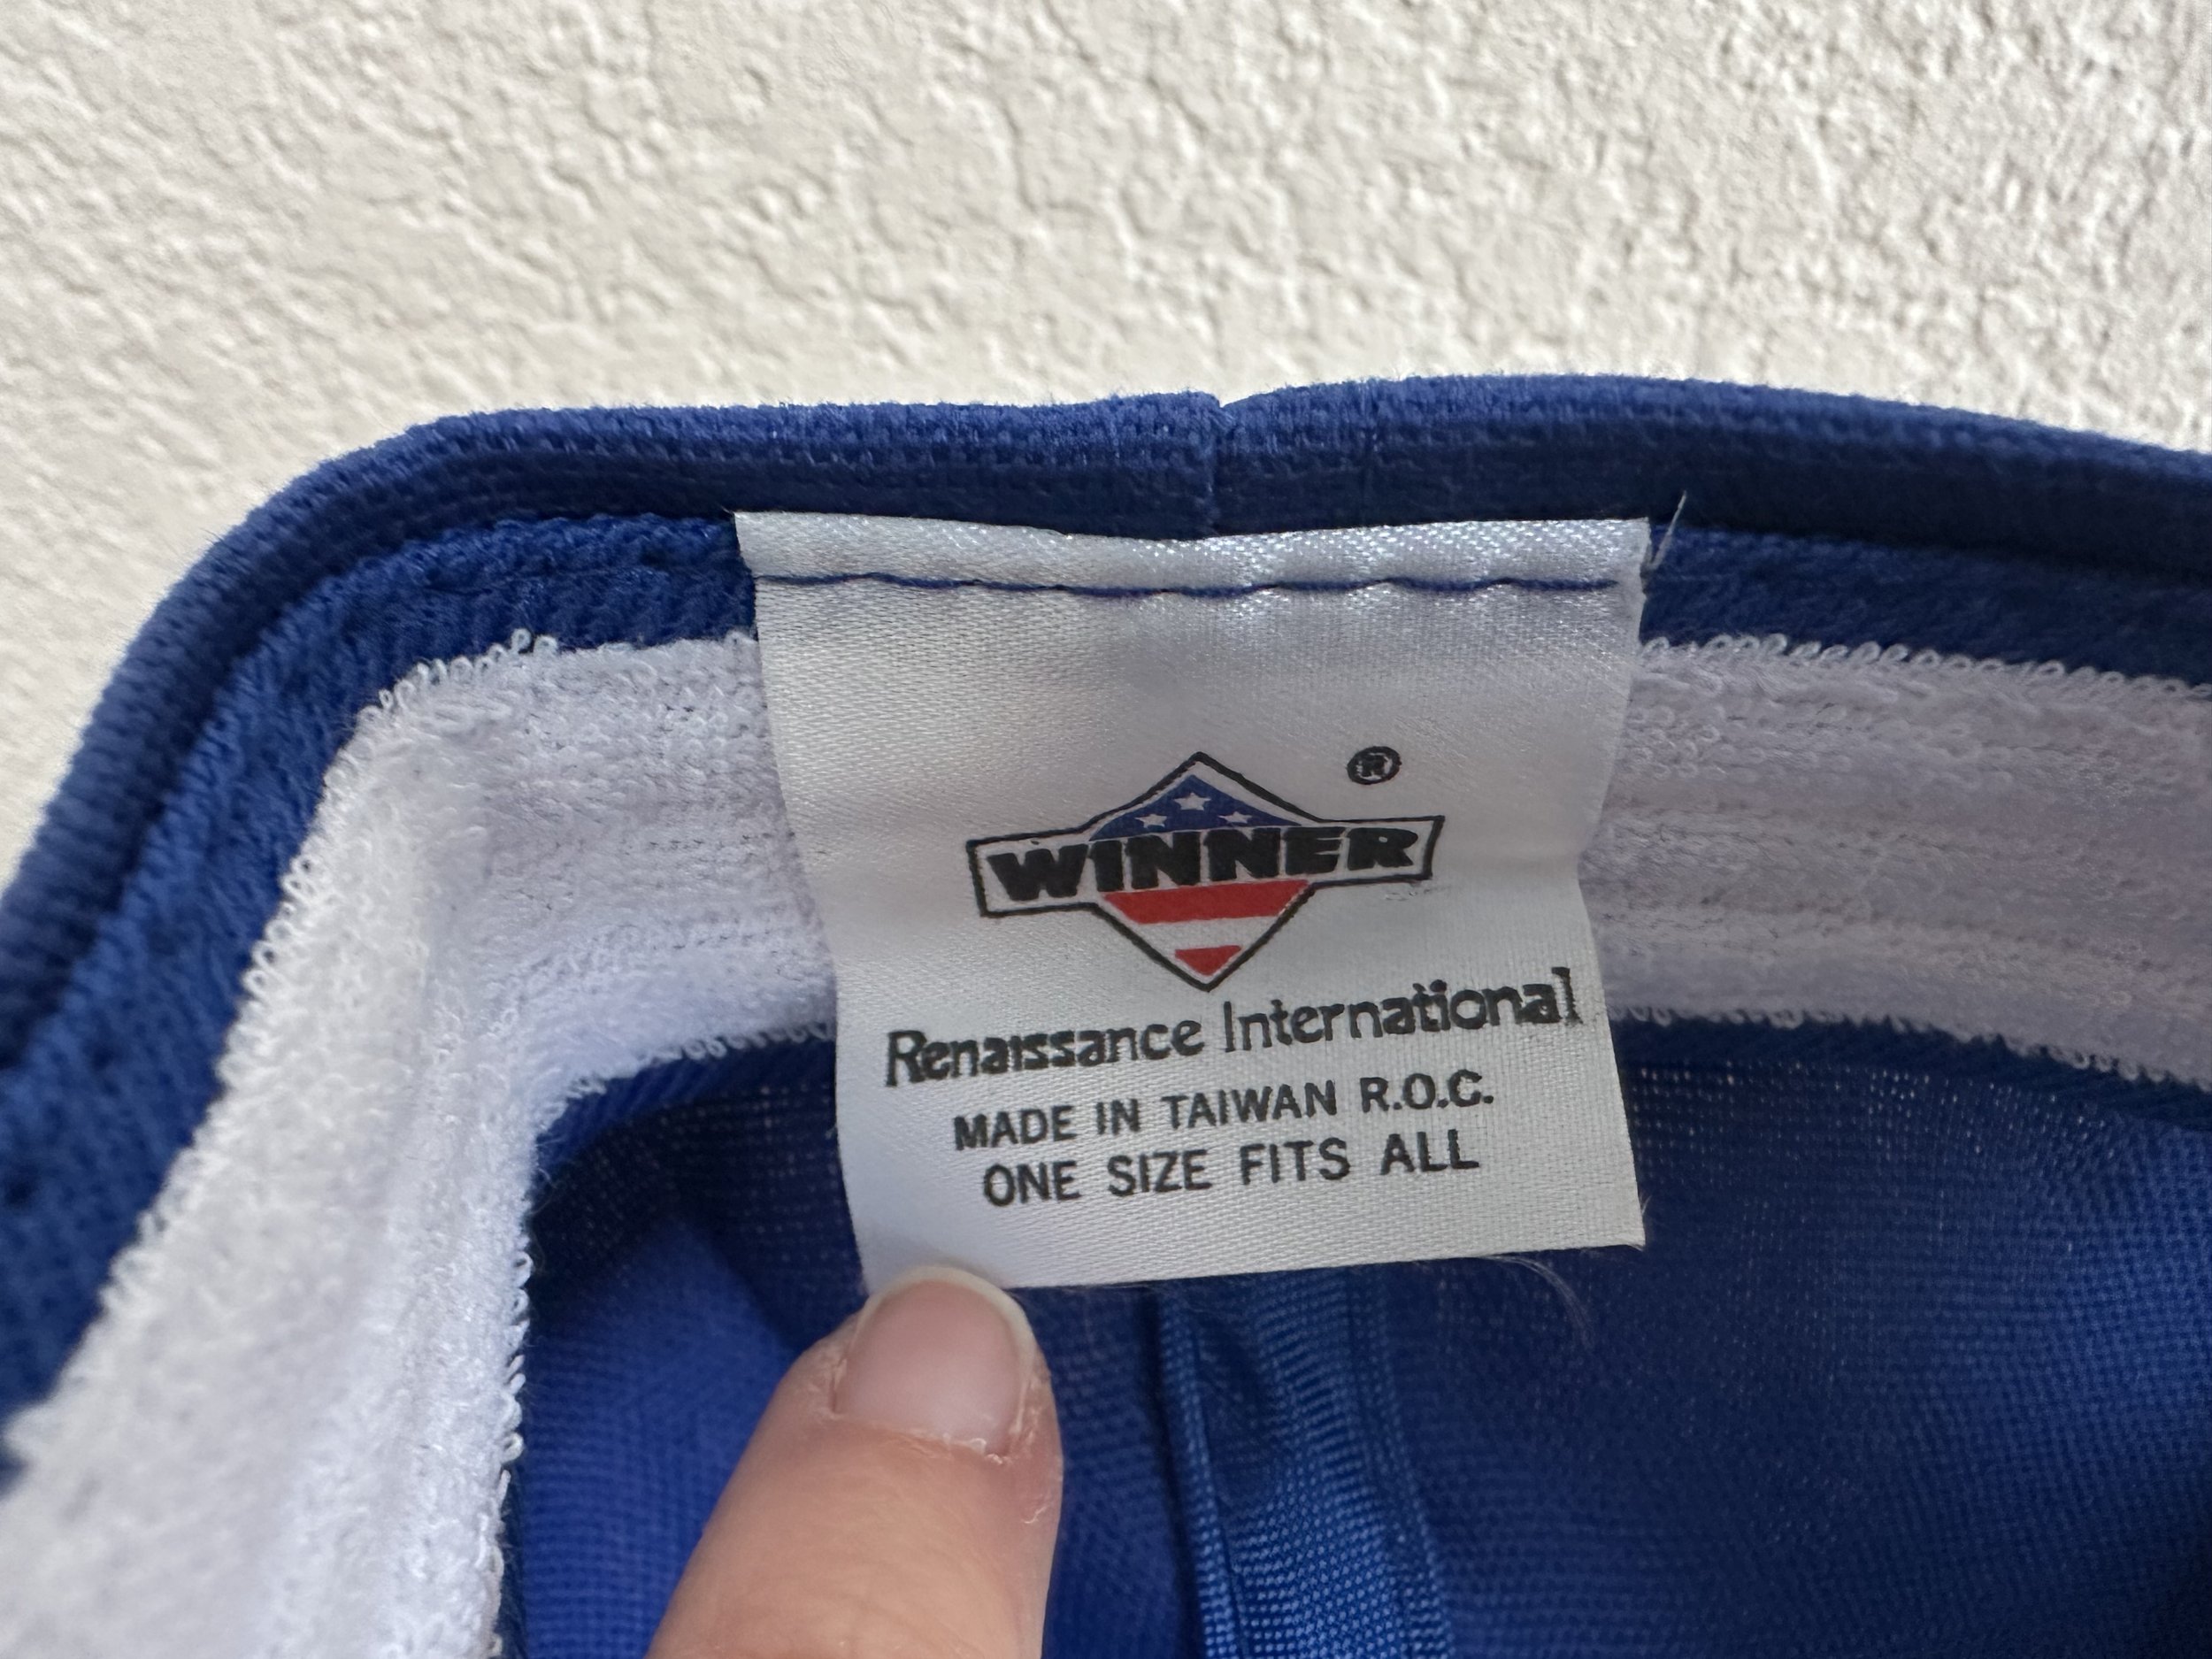 ®
WINNER
Renaissance International
MADE IN TAIWAN R.O.C.
ONE SIZE FITS ALL